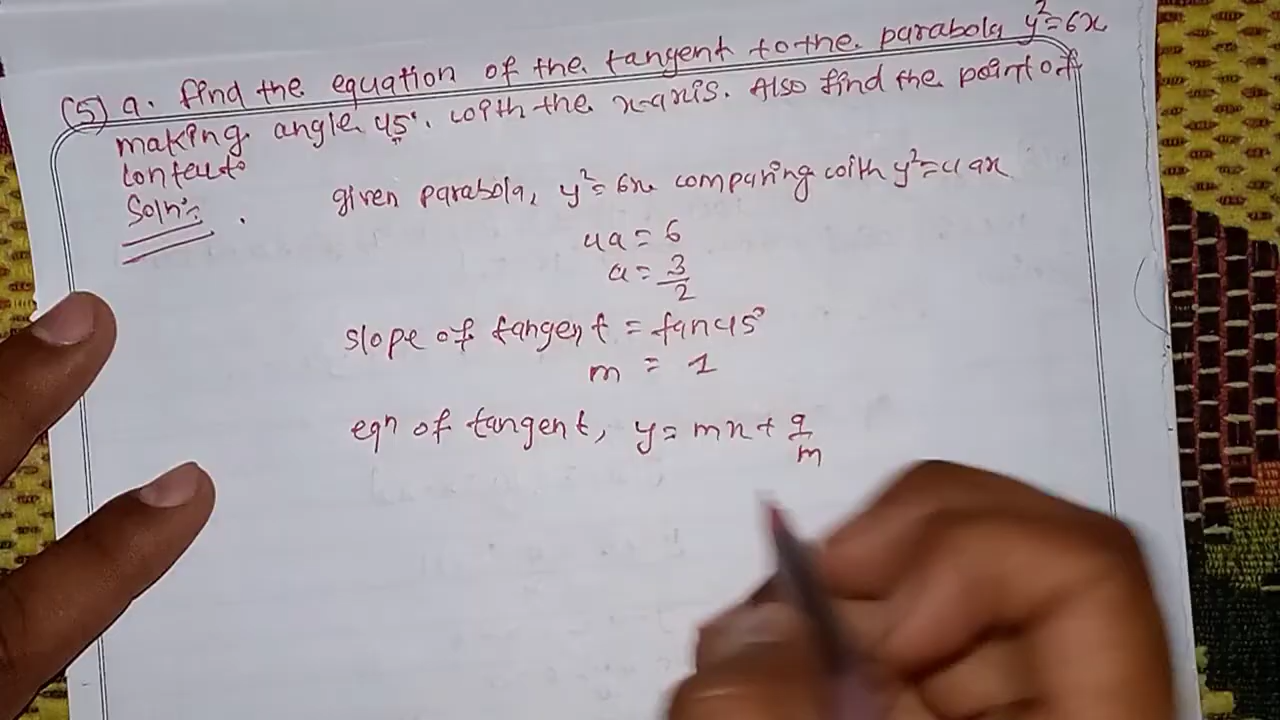 (5) a. find the equation of the tangent to the parabola y²=6x
making angle 45°. with the x-axis. Also find the point of
contact
Solnː
given parabola, y²=6x comparing with y²=4ax
4a = 6
a = 3/2
slope of tangent = tan45°
m = 1
eqn of tangent, y = mx + a/m